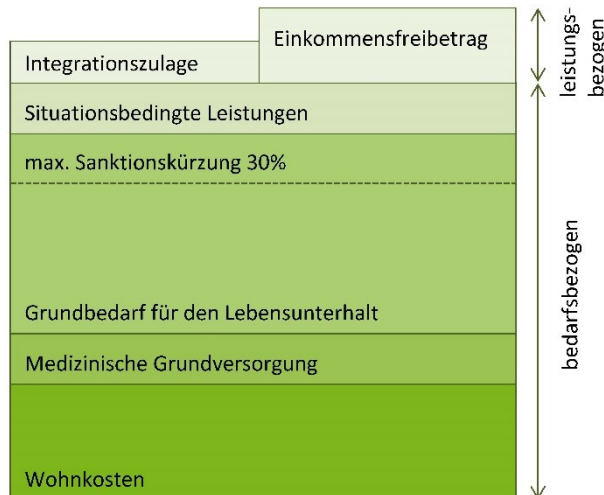 Einkommensfreibetrag
Integrationszulage
Situationsbedingte Leistungen
max. Sanktionskürzung 30%
Grundbedarf für den Lebensunterhalt
Medizinische Grundversorgung
Wohnkosten
leistungs-
bezogen
bedarfsbezogen